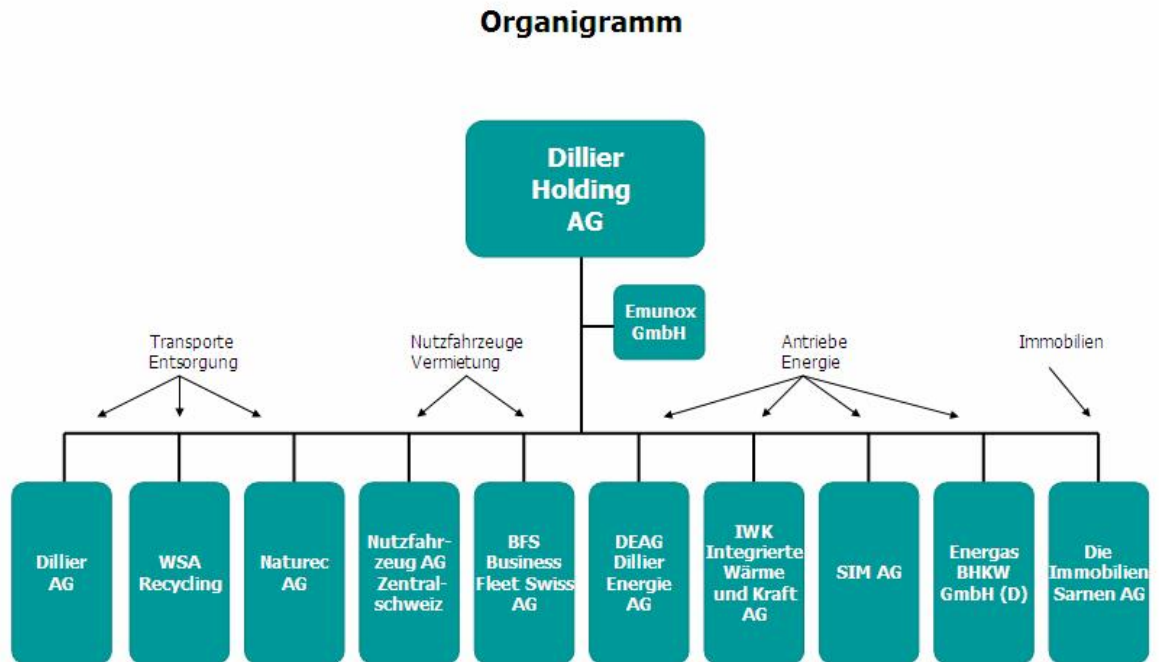 Organigramm
Dillier
Holding
AG
Emunox
GmbH
Transporte
Entsorgung
Nutzfahrzeuge
Vermietung
Antriebe
Energie
Immobilien
Dillier
AG
WSA
Recycling
Naturec
AG
Nutzfahr-
zeug AG
Zentral-
schweiz
BFS
Business
Fleet Swiss
AG
DEAG
Dillier
Energie
AG
IWK
Integrierte
Wärme
und Kraft
AG
SIM AG
Energas
BHKW
GmbH (D)
Die
Immobilien
Sarnen AG